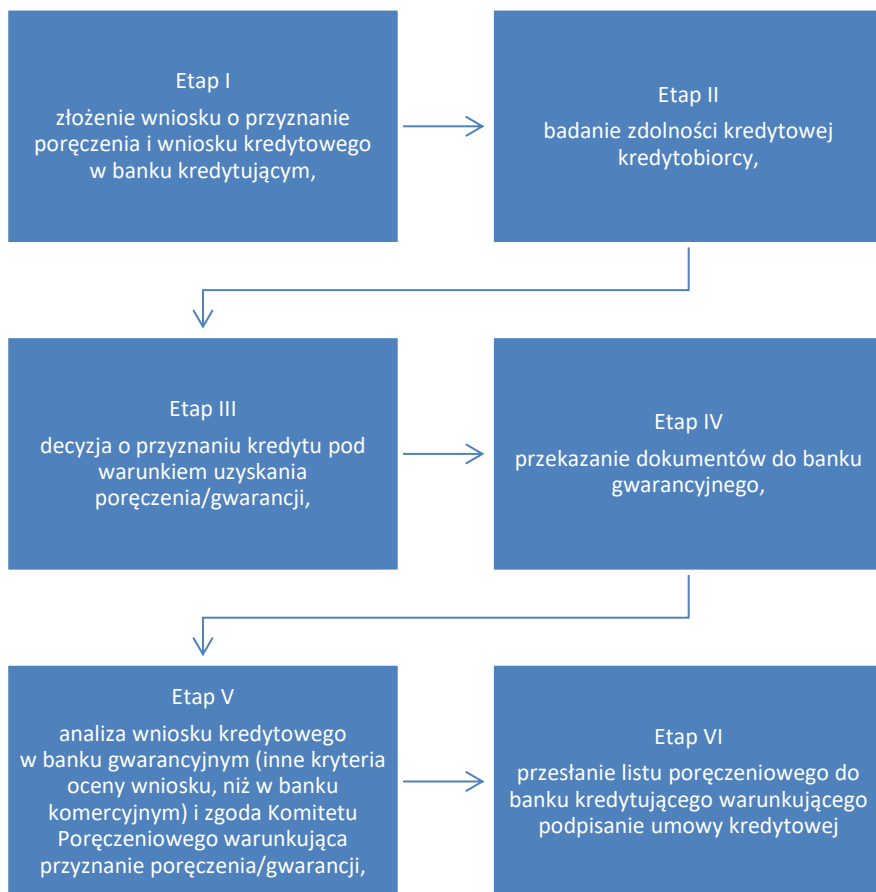 Etap I
złożenie wniosku o przyznanie
poręczenia i wniosku kredytowego
w banku kredytującym,
Etap II
badanie zdolności kredytowej
kredytobiorcy,
Etap III
decyzja o przyznaniu kredytu pod
warunkiem uzyskania
poręczenia/gwarancji,
Etap IV
przekazanie dokumentów do banku
gwarancyjnego,
Etap V
analiza wniosku kredytowego
w banku gwarancyjnym (inne kryteria
oceny wniosku, niż w banku
komercyjnym) i zgoda Komitetu
Poręczeniowego warunkująca
przyznanie poręczenia/gwarancji,
Etap VI
przesłanie listu poręczeniowego do
banku kredytującego warunkującego
podpisanie umowy kredytowej